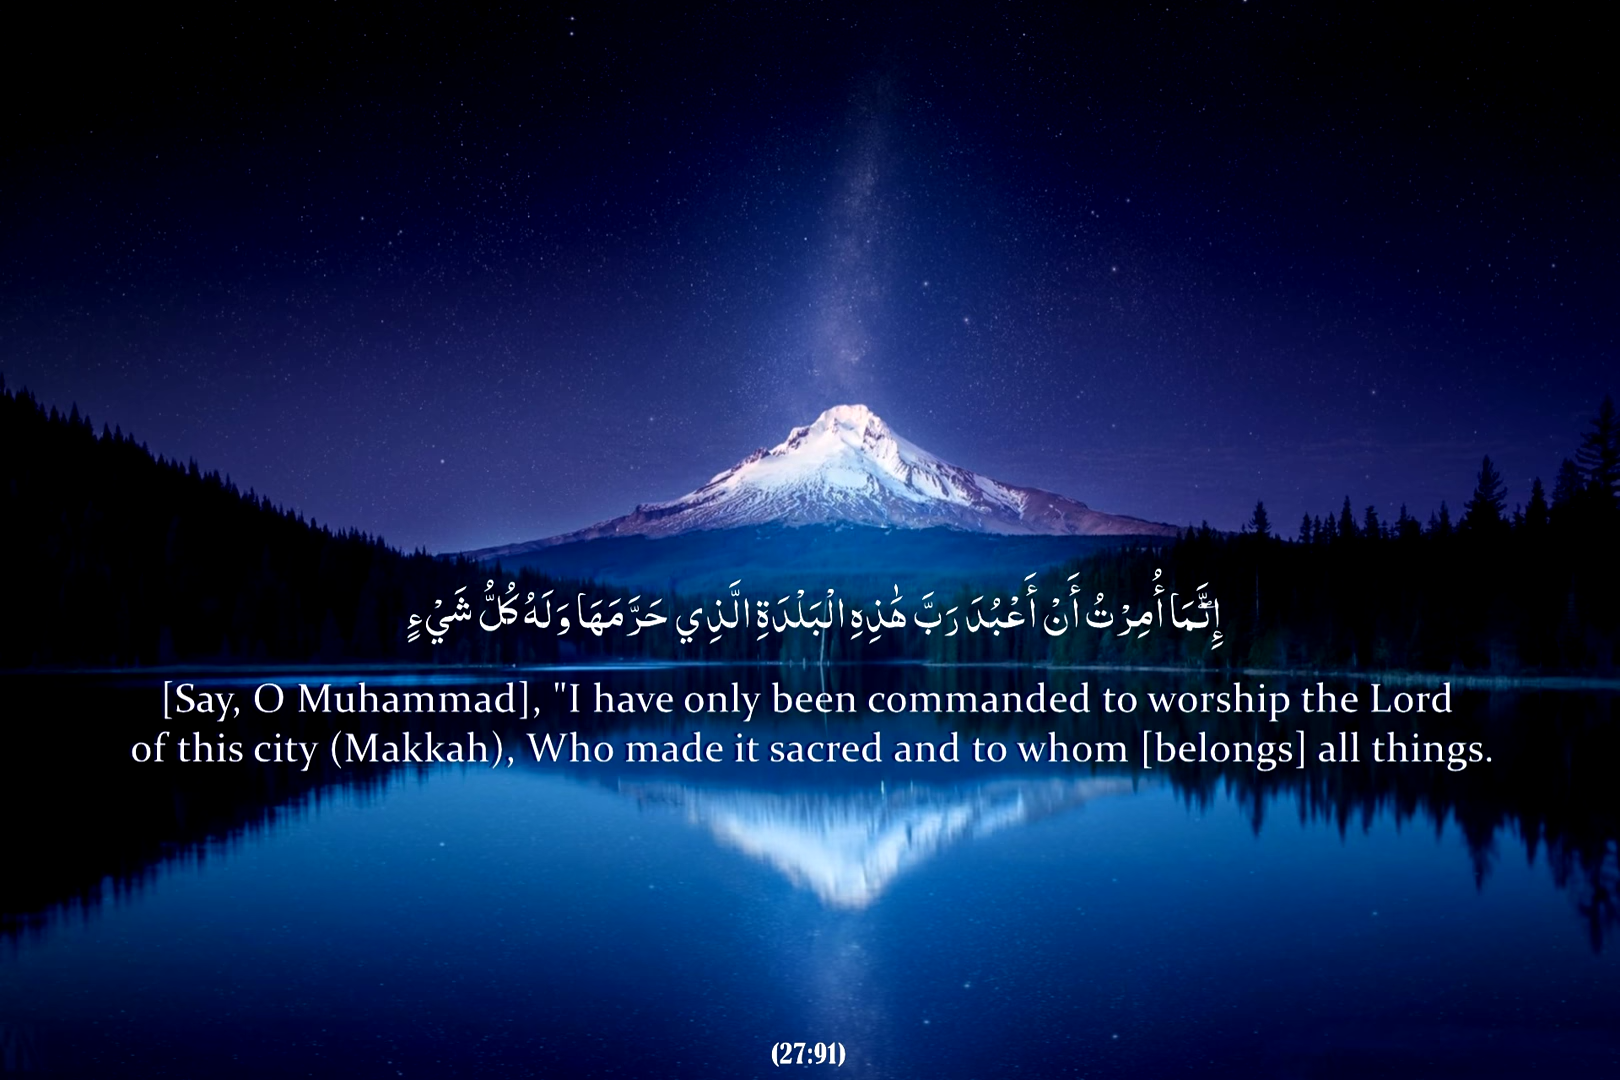 إِنَّمَا أُمِرْتُ أَنْ أَعْبُدَ رَبَّ هَٰذِهِ الْبَلْدَةِ الَّذِي حَرَّمَهَا وَلَهُ كُلُّ شَيْءٍ
[Say, O Muhammad], "I have only been commanded to worship the Lord
of this city (Makkah), Who made it sacred and to whom [belongs] all things.
(27:91)